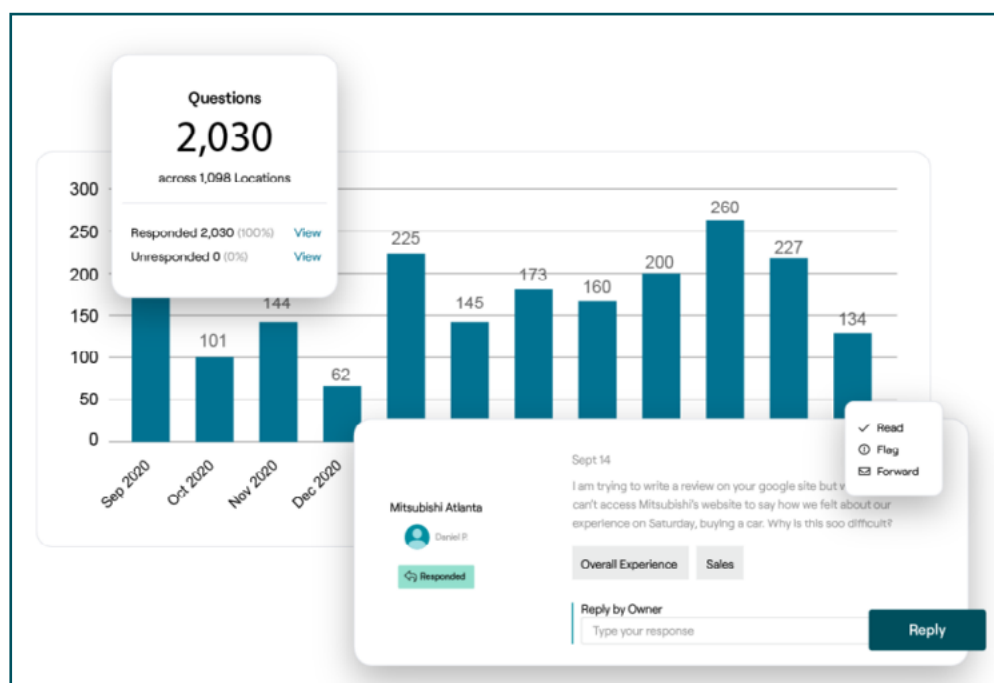 Questions
2,030
across 1,098 Locations
Responded 2,030 (100%) View
Unresponded 0 (0%) View
300
250
200
150
100
50
0
101
144
62
225
145
173
160
200
260
227
134
Sep 2020
Oct 2020
Nov 2020
Dec 2020
Read
Flag
Forward
Mitsubishi Atlanta
Daniel P.
Responded
Sept 14
I am trying to write a review on your google site but
can't access Mitsubishi's website to say how we felt about our
experience on Saturday, buying a car. Why is this soo difficult?
Overall Experience
Sales
Reply by Owner
Type your response
Reply